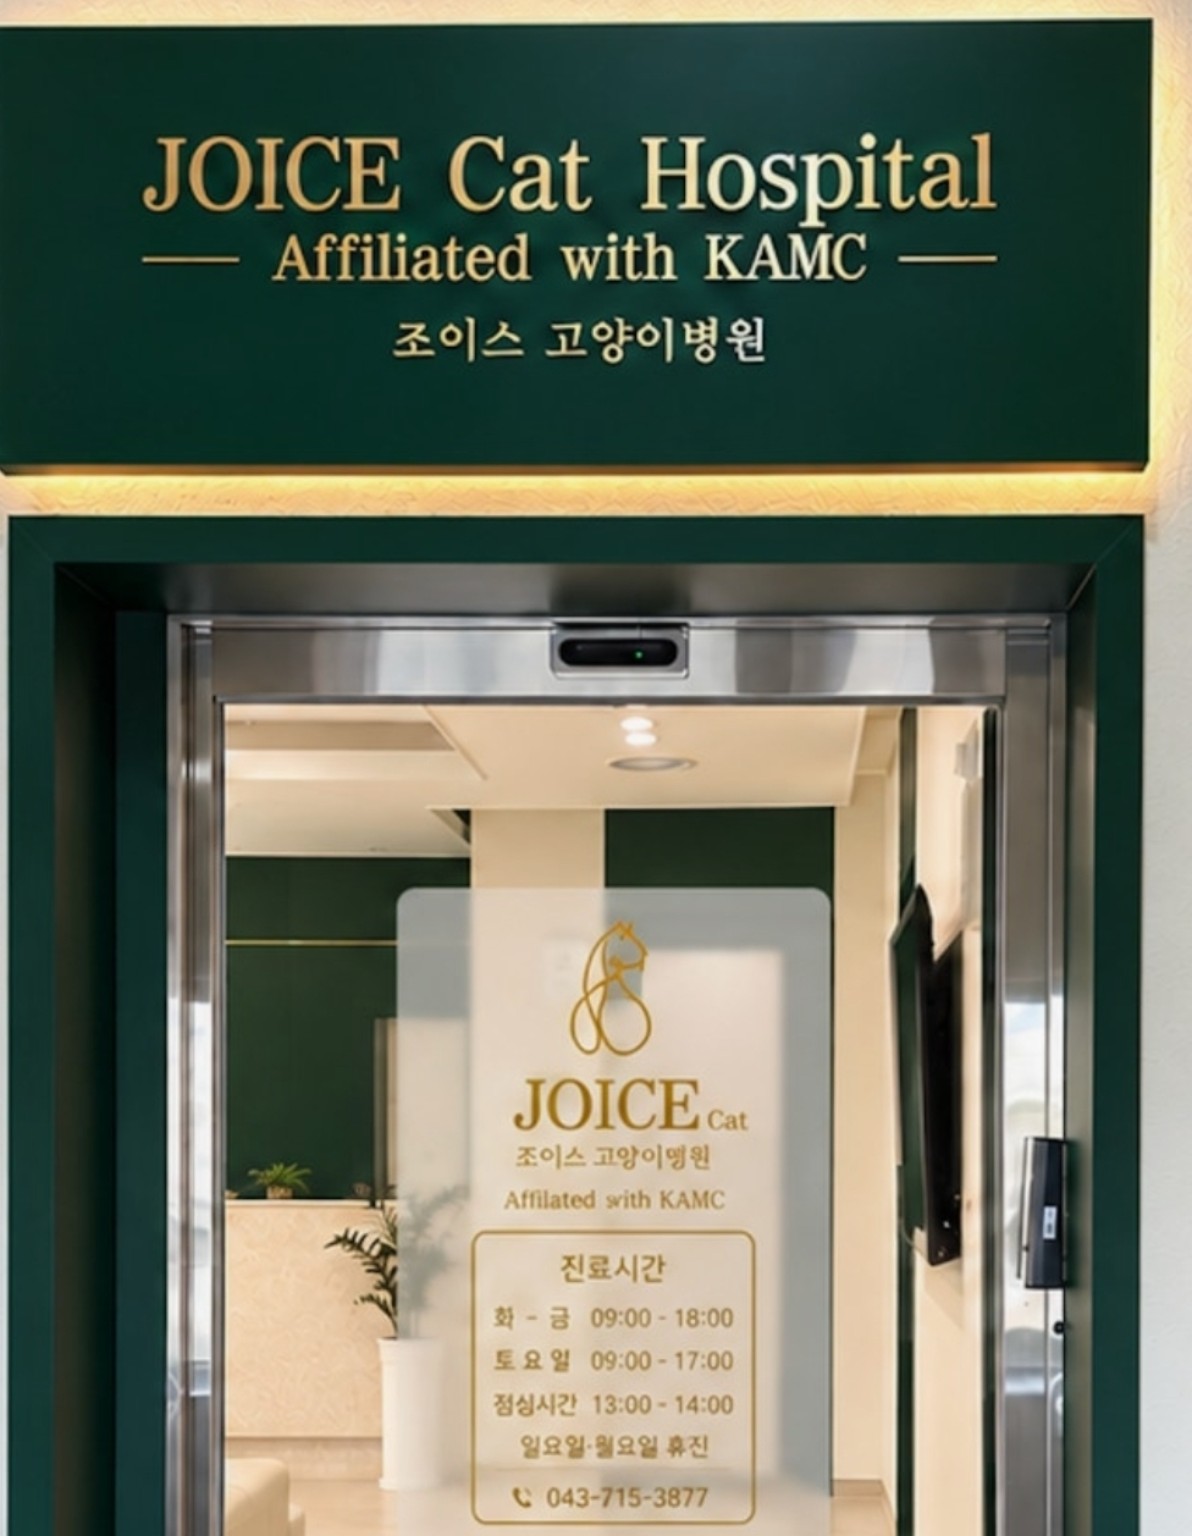 JOICE Cat Hospital
Affiliated with KAMC
조이스 고양이병원
JOICE Cat
조이스 고양이병원
Affilated with KAMC
진료시간
화 - 금 09:00 - 18:00
토요일 09:00 - 17:00
점심시간 13:00 - 14:00
일요일·월요일 휴진
043-715-3877